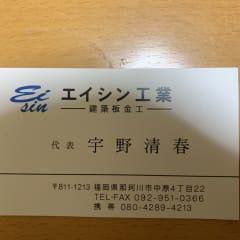 Ei
sin
エイシン工業
建築板金工
代表 宇野清春
〒811-1213 福岡県那珂川市中原4丁目22
TEL-FAX 092-951-0366
携帯 080-4289-4213